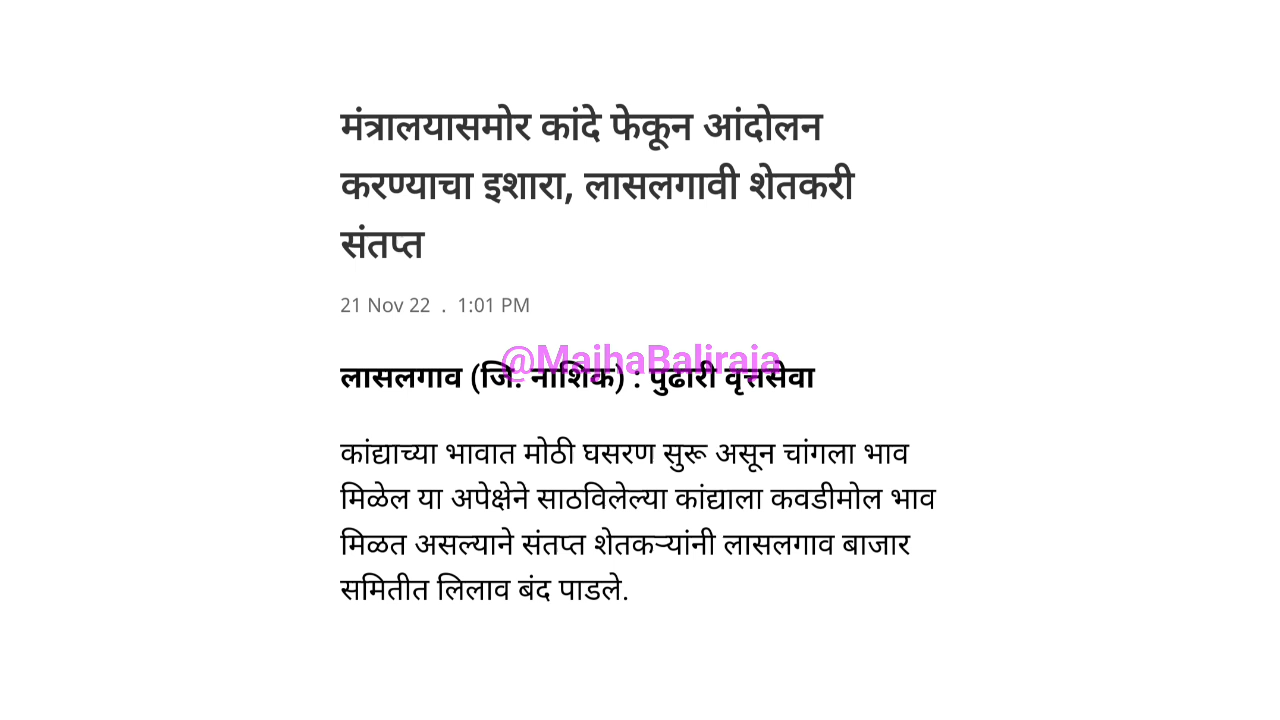 मंत्रालयासमोर कांदे फेकून आंदोलन
करण्याचा इशारा, लासलगावी शेतकरी
संतप्त
21 Nov 22 . 1:01 PM
@MajhaBaliraja
लासलगाव (जि. नाशिक) : पुढारी वृत्तसेवा
कांद्याच्या भावात मोठी घसरण सुरू असून चांगला भाव
मिळेल या अपेक्षेने साठविलेल्या कांद्याला कवडीमोल भाव
मिळत असल्याने संतप्त शेतकऱ्यांनी लासलगाव बाजार
समितीत लिलाव बंद पाडले.